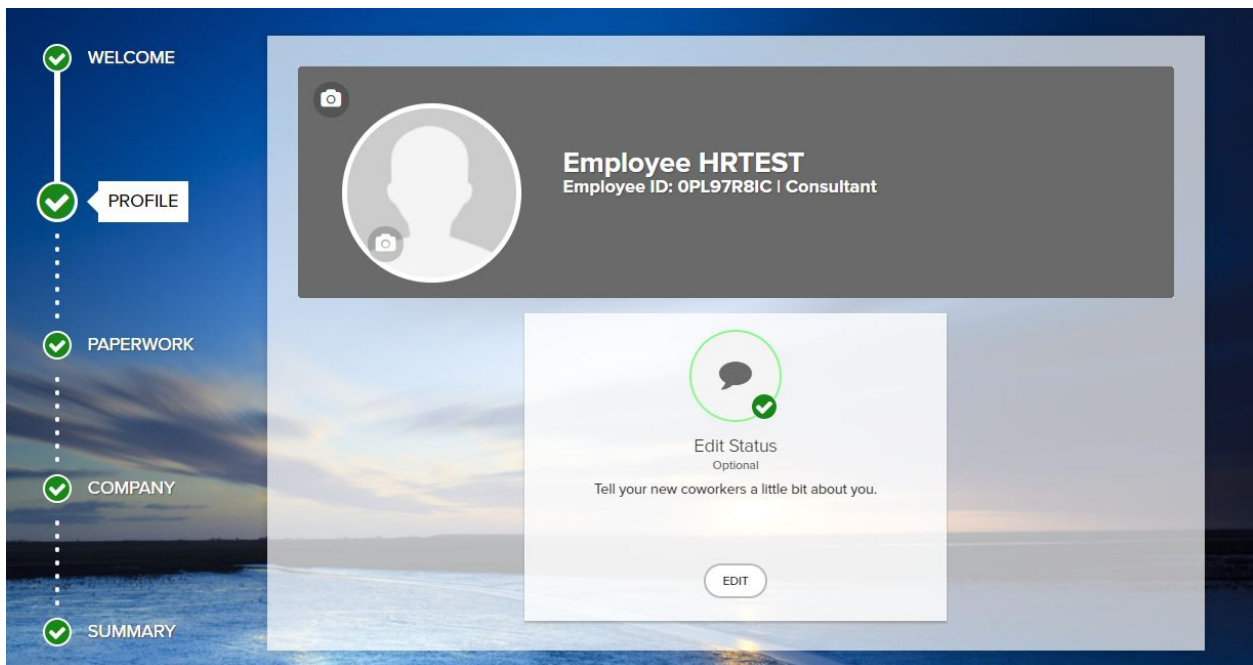 WELCOME
PROFILE
PAPERWORK
COMPANY
SUMMARY
Employee HRTEST
Employee ID: 0PL97R8IC | Consultant
Edit Status
Optional
Tell your new coworkers a little bit about you.
EDIT